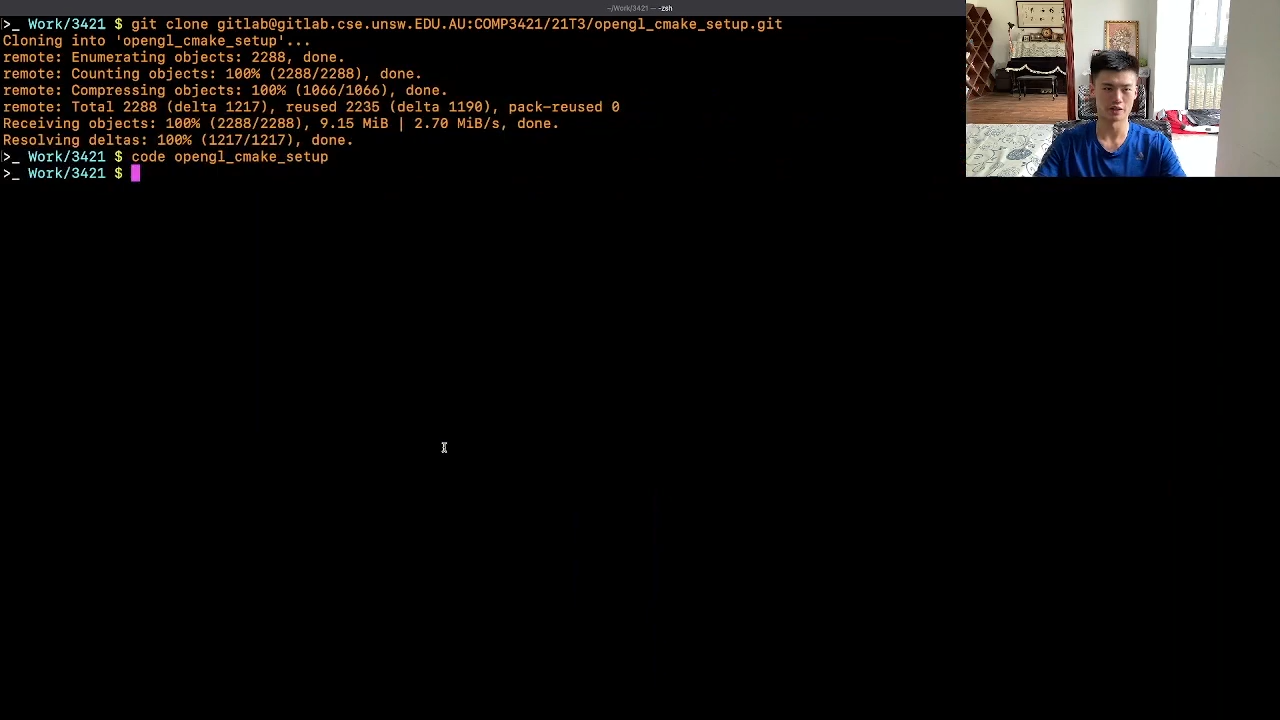 ~/Work/3421 — -zsh
>_ Work/3421 $ git clone gitlab@gitlab.cse.unsw.EDU.AU:COMP3421/21T3/opengl_cmake_setup.git
Cloning into 'opengl_cmake_setup'...
remote: Enumerating objects: 2288, done.
remote: Counting objects: 100% (2288/2288), done.
remote: Compressing objects: 100% (1066/1066), done.
remote: Total 2288 (delta 1217), reused 2235 (delta 1190), pack-reused 0
Receiving objects: 100% (2288/2288), 9.15 MiB | 2.70 MiB/s, done.
Resolving deltas: 100% (1217/1217), done.
>_ Work/3421 $ code opengl_cmake_setup
>_ Work/3421 $